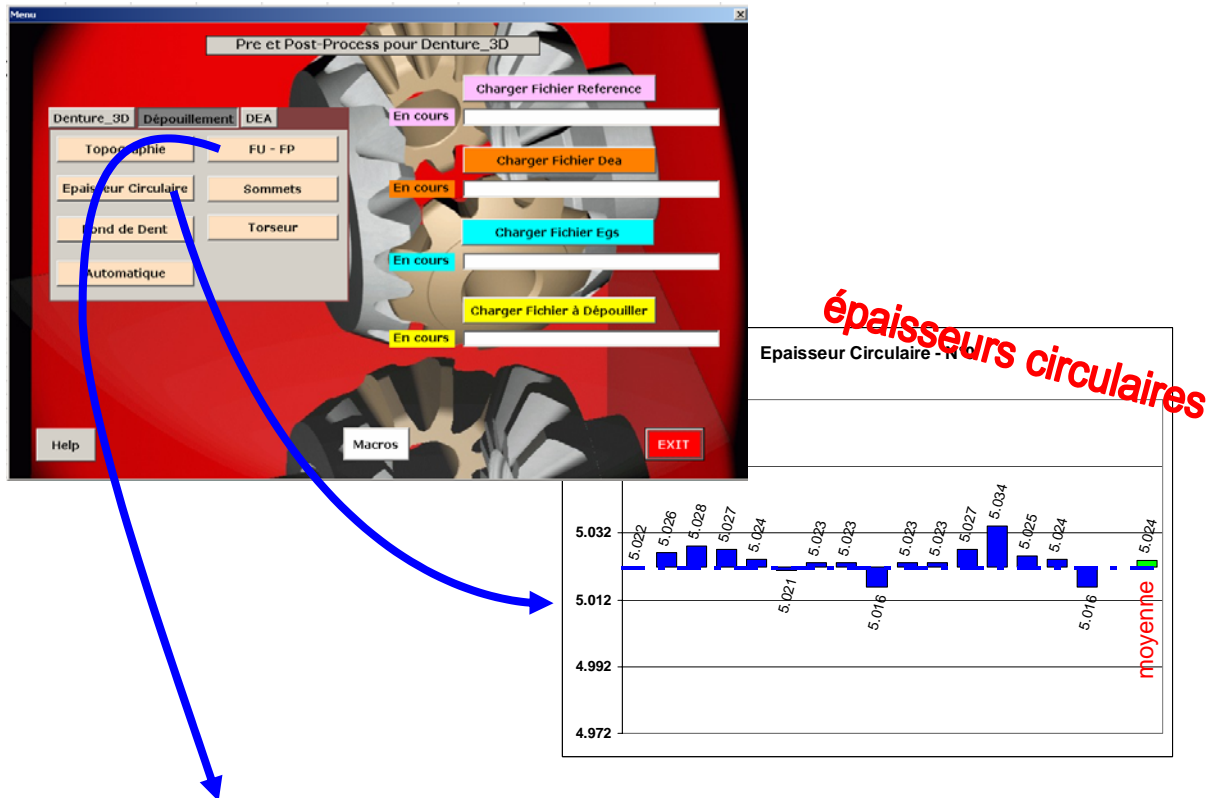 Menu
Pre et Post-Process pour Denture_3D
Charger Fichier Reference
En cours
Denture_3D Dépouillement DEA
Topographie FU - FP
Charger Fichier Dea
Epaisseur Circulaire Sommets
En cours
Fond de Dent Torseur
Charger Fichier Egs
Automatique
En cours
Charger Fichier à Dépouiller
En cours
Help
Macros
EXIT
épaisseurs circulaires
Epaisseur Circulaire - N°0
5.032
5.012
4.992
4.972
5.022
5.026
5.028
5.027
5.024
5.021
5.023
5.023
5.016
5.023
5.023
5.027
5.034
5.025
5.024
5.016
5.024
moyenne